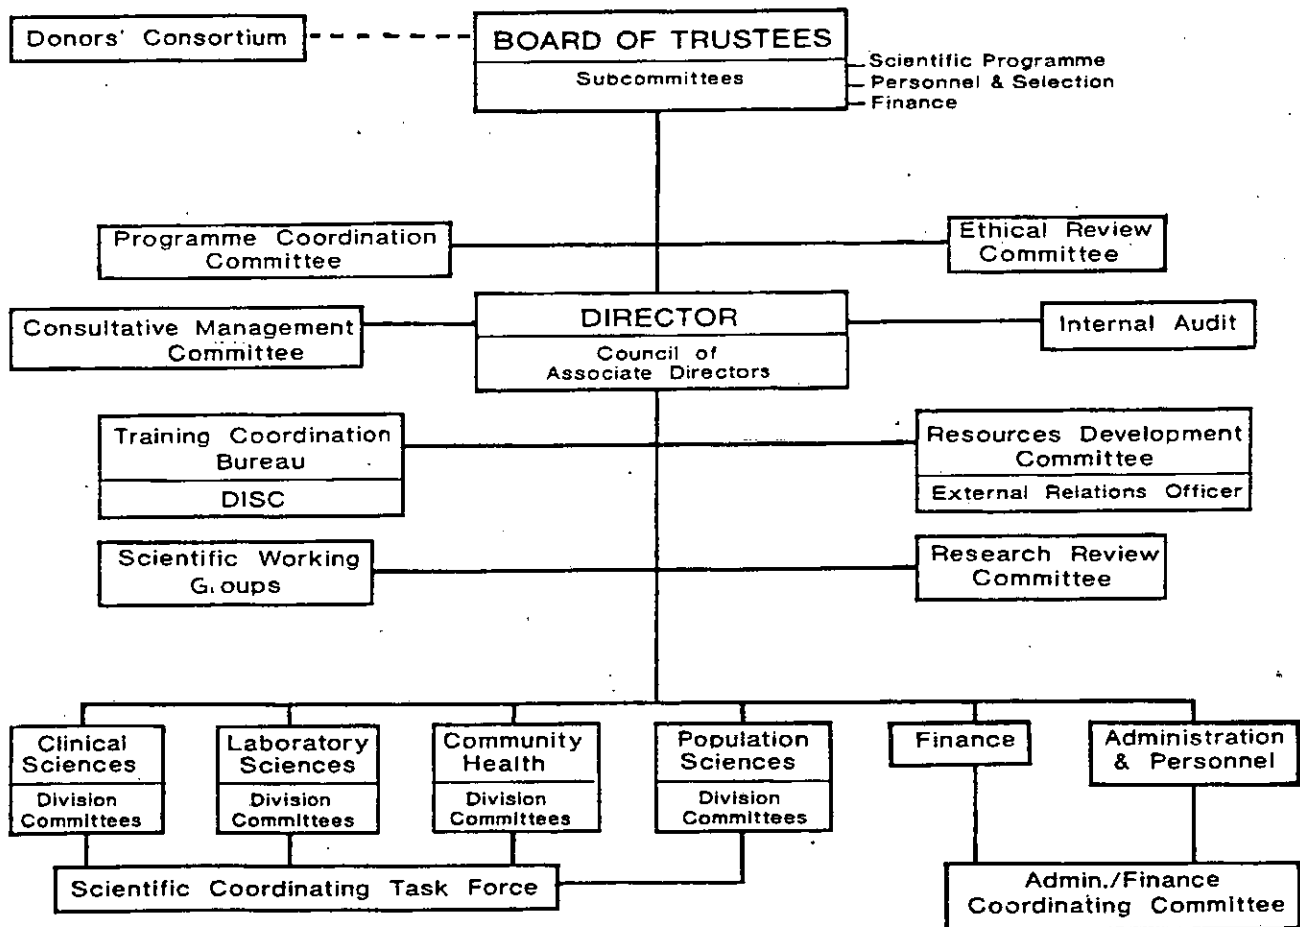 Donors' Consortium
BOARD OF TRUSTEES
Subcommittees
Scientific Programme
Personnel & Selection
Finance
Programme Coordination
Committee
Ethical Review
Committee
Consultative Management
Committee
DIRECTOR
Council of
Associate Directors
Internal Audit
Training Coordination
Bureau
DISC
Resources Development
Committee
External Relations Officer
Scientific Working
Groups
Research Review
Committee
Clinical
Sciences
Division
Committees
Laboratory
Sciences
Division
Committees
Community
Health
Division
Committees
Population
Sciences
Division
Committees
Finance
Administration
& Personnel
Scientific Coordinating Task Force
Admin./Finance
Coordinating Committee